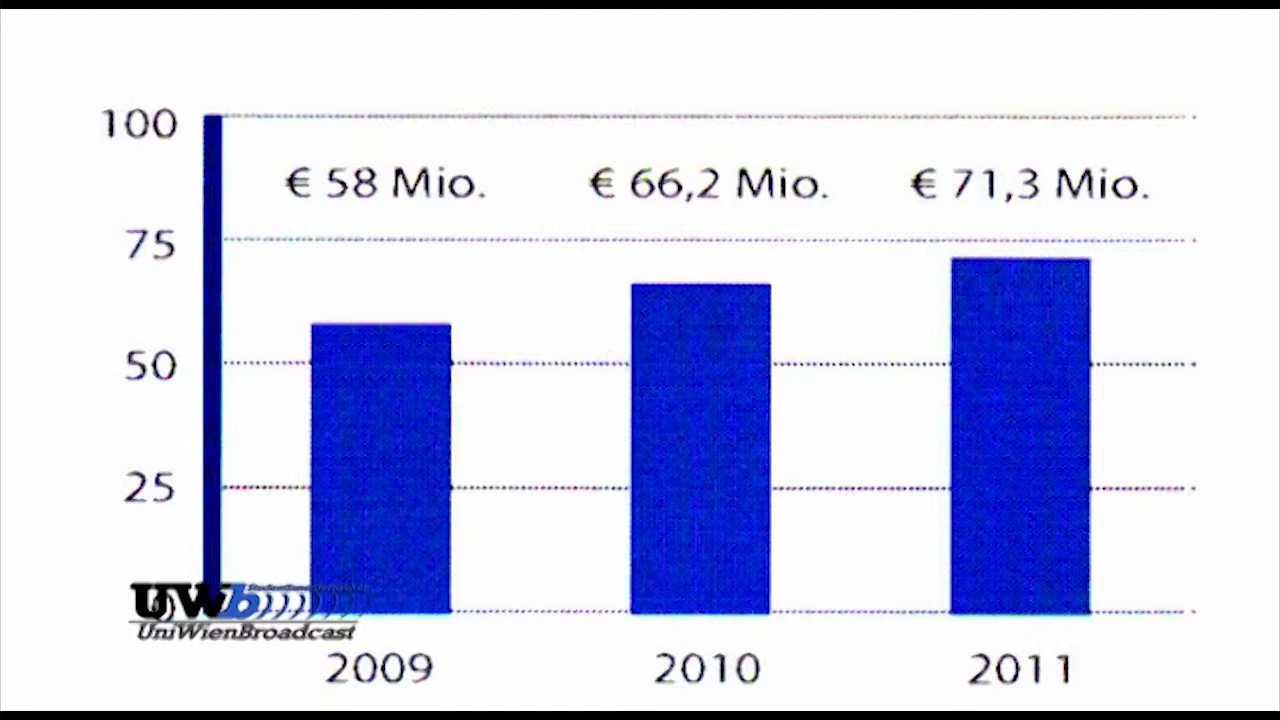 100
€ 58 Mio. € 66,2 Mio. € 71,3 Mio.
75
50
25
UWb
UniWienBroadcast
2009 2010 2011